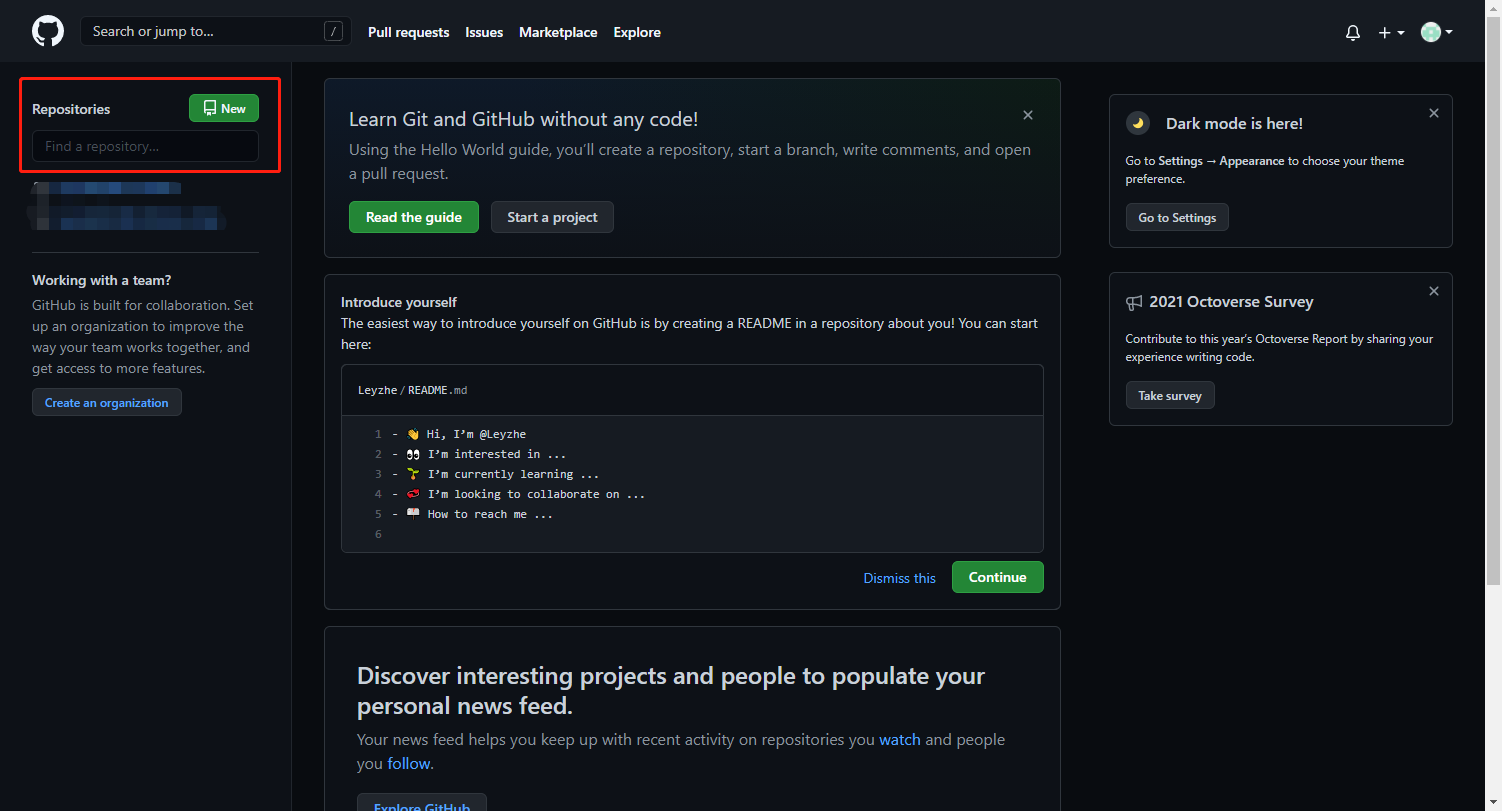 Search or jump to...
/
Pull requests
Issues
Marketplace
Explore
Repositories
New
Find a repository...
Working with a team?
GitHub is built for collaboration. Set
up an organization to improve the
way your team works together, and
get access to more features.
Create an organization
Learn Git and GitHub without any code!
Using the Hello World guide, you’ll create a repository, start a branch, write comments, and open
a pull request.
Read the guide
Start a project
Introduce yourself
The easiest way to introduce yourself on GitHub is by creating a README in a repository about you! You can start
here:
Leyzhe/README.md
1 - 👋 Hi, I’m @Leyzhe
2 - 👀 I’m interested in ...
3 - 🌱 I’m currently learning ...
4 - 💞️ I’m looking to collaborate on ...
5 - 📫 How to reach me ...
6
Dismiss this
Continue
Discover interesting projects and people to populate your
personal news feed.
Your news feed helps you keep up with recent activity on repositories you watch and people
you follow.
Explore GitHub
Dark mode is here!
Go to Settings → Appearance to choose your theme
preference.
Go to Settings
2021 Octoverse Survey
Contribute to this year’s Octoverse Report by sharing your
experience writing code.
Take survey